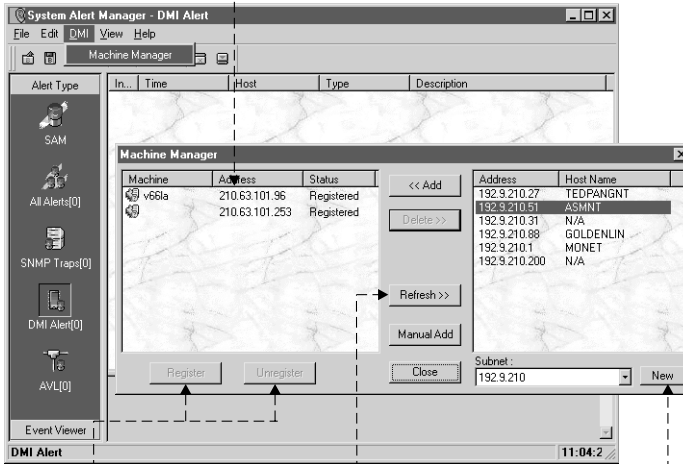 System Alert Manager - DMI Alert
File Edit DMI View Help
Machine Manager
Alert Type
In... Time Host Type Description
SAM
All Alerts[0]
SNMP Traps[0]
DMI Alert[0]
AVL[0]
Event Viewer
Machine Manager
Machine Address Status
v66la 210.63.101.96 Registered
210.63.101.253 Registered
<< Add
Delete >>
Refresh >>
Manual Add
Close
Register Unregister
Address Host Name
192.9.210.27 TEDPANGNT
192.9.210.51 ASMNT
192.9.210.31 N/A
192.9.210.88 GOLDENLIN
192.9.210.1 MONET
192.9.210.200 N/A
Subnet :
192.9.210 New
DMI Alert 11:04:2